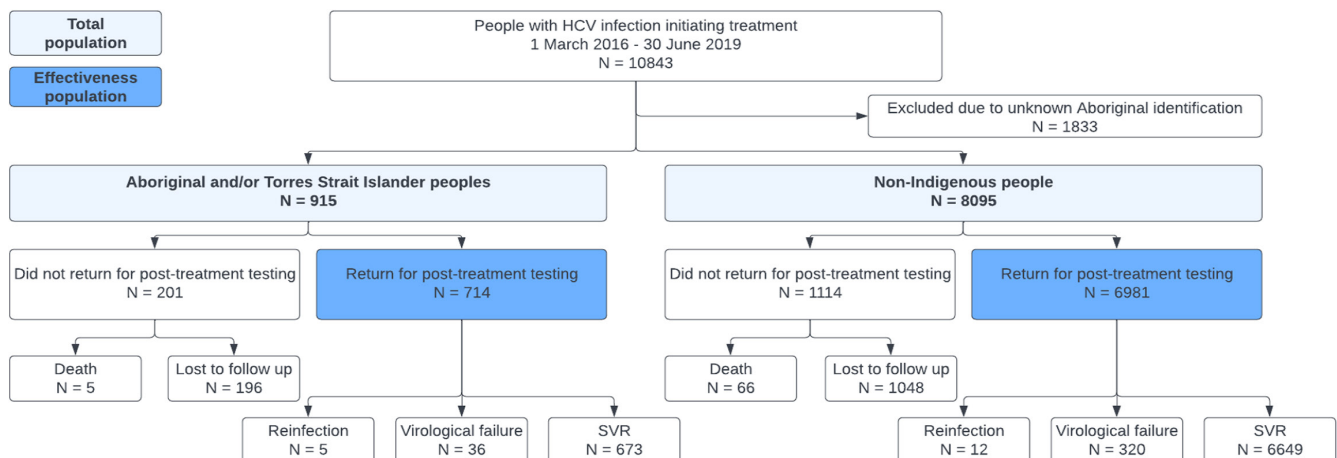 Total
population
Effectiveness
population
People with HCV infection initiating treatment
1 March 2016 - 30 June 2019
N = 10843
Excluded due to unknown Aboriginal identification
N = 1833
Aboriginal and/or Torres Strait Islander peoples
N = 915
Non-Indigenous people
N = 8095
Did not return for post-treatment testing
N = 201
Return for post-treatment testing
N = 714
Did not return for post-treatment testing
N = 1114
Return for post-treatment testing
N = 6981
Death
N = 5
Lost to follow up
N = 196
Death
N = 66
Lost to follow up
N = 1048
Reinfection
N = 5
Virological failure
N = 36
SVR
N = 673
Reinfection
N = 12
Virological failure
N = 320
SVR
N = 6649